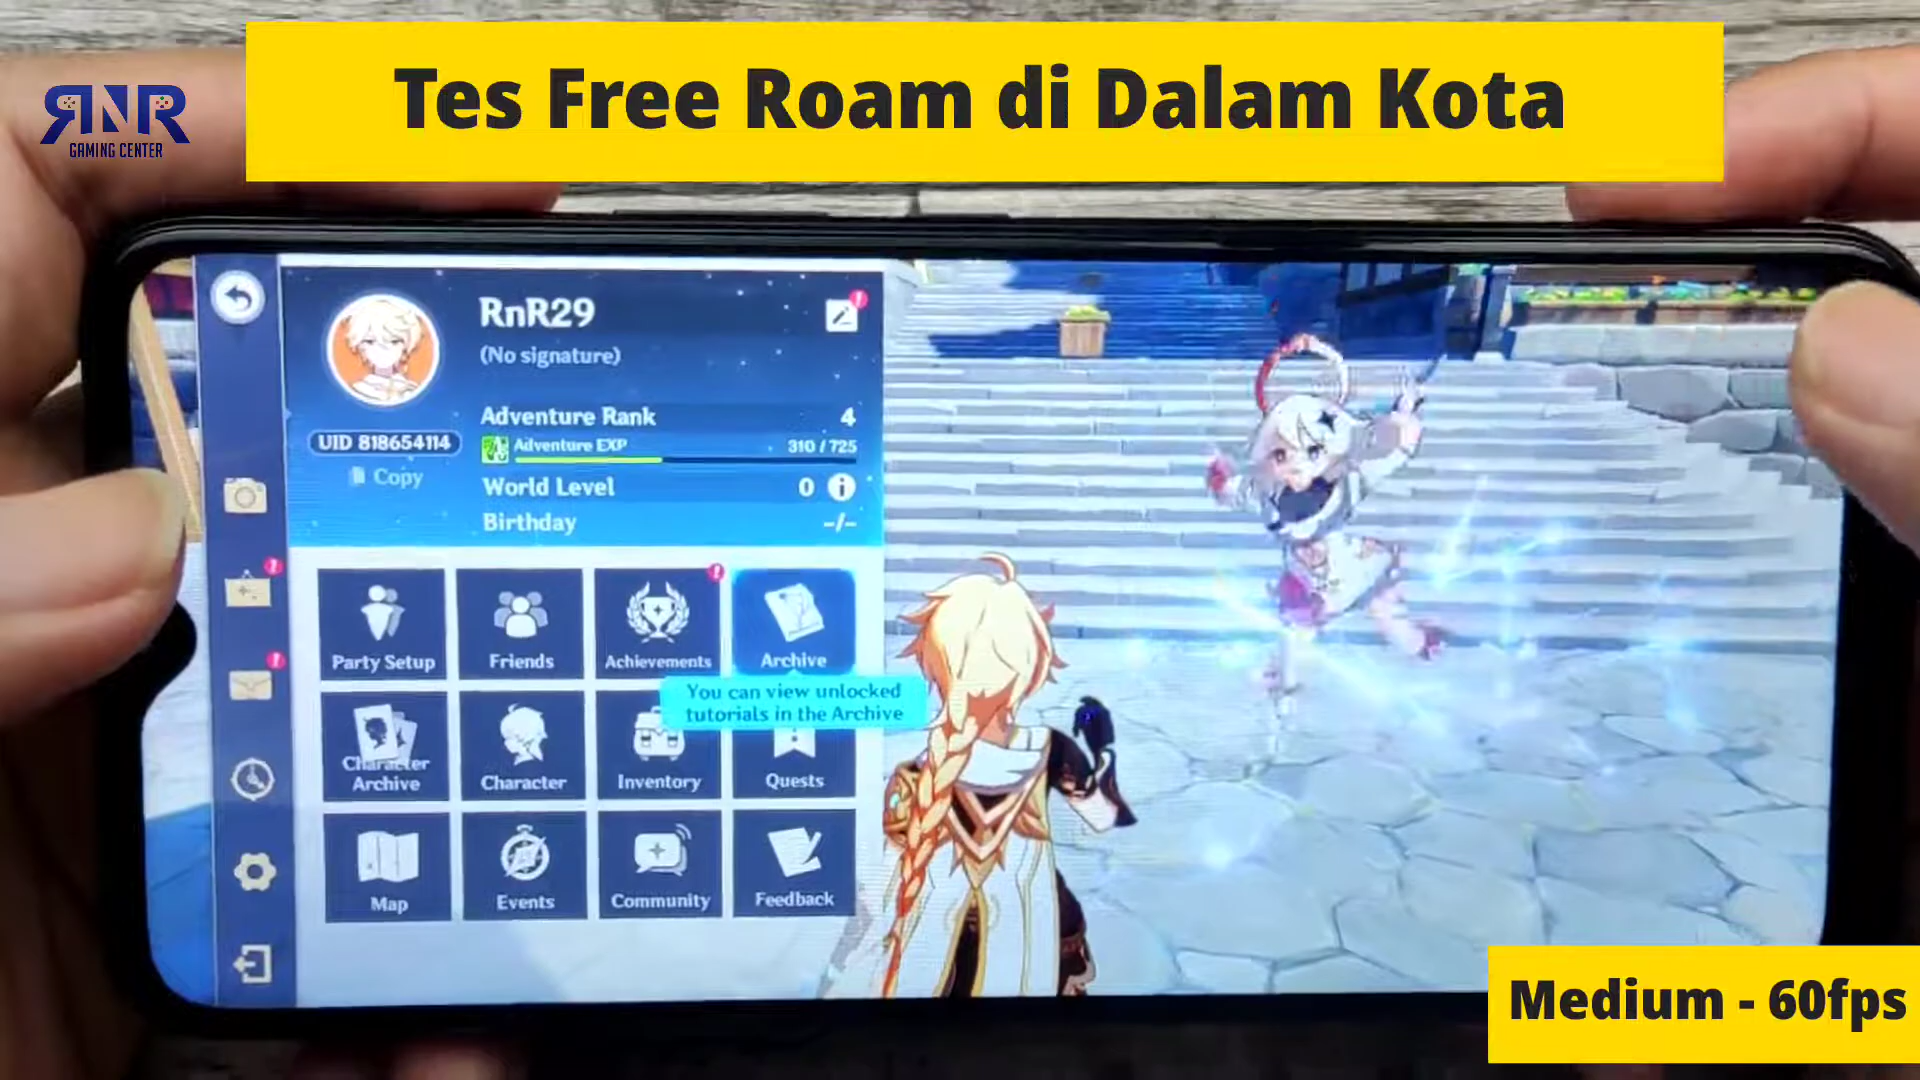 Tes Free Roam di Dalam Kota
RNR
GAMING CENTER
RnR29
(No signature)
Adventure Rank 4
Adventure EXP 310 / 725
UID 818654114
Copy
World Level 0
Birthday --/--
Party Setup
Friends
Achievements
Archive
You can view unlocked
tutorials in the Archive
Character
Archive
Character
Inventory
Quests
Map
Events
Community
Feedback
Medium - 60fps